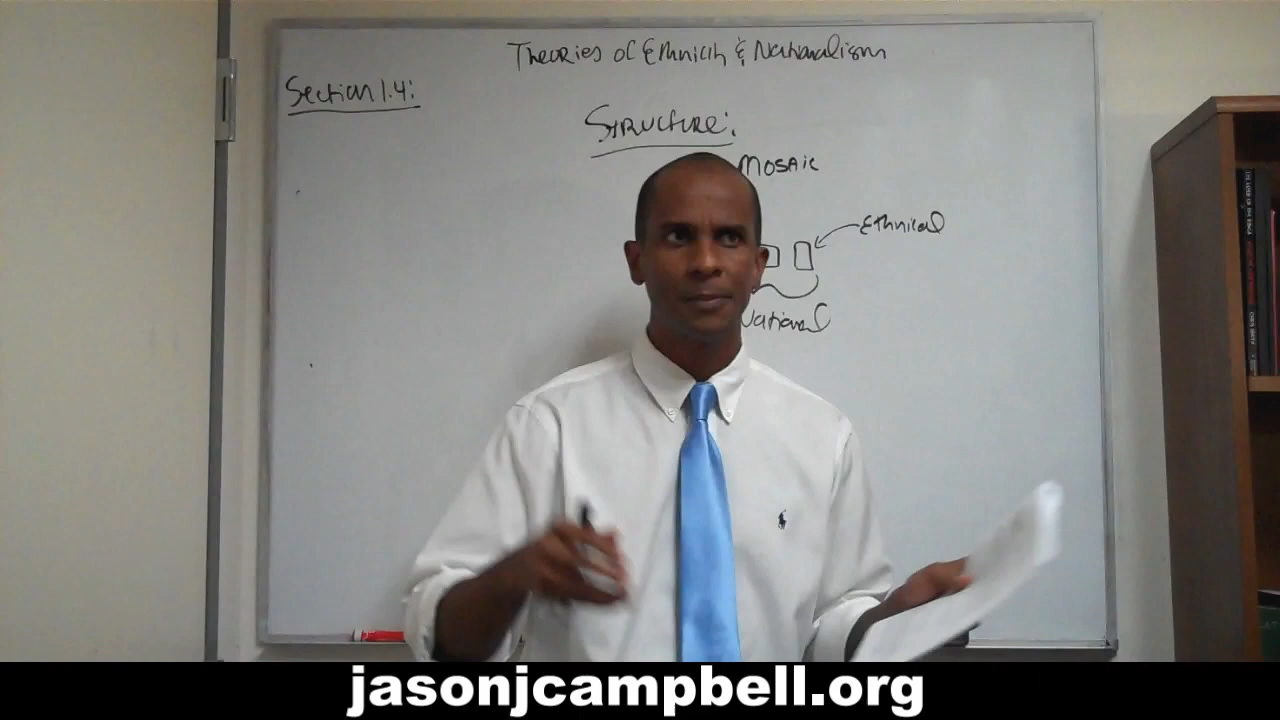 Theories of Ethnicity & Nationalism
Section 1.4:
Structure:
Mosaic
Ethnical
National
jasonjcampbell.org